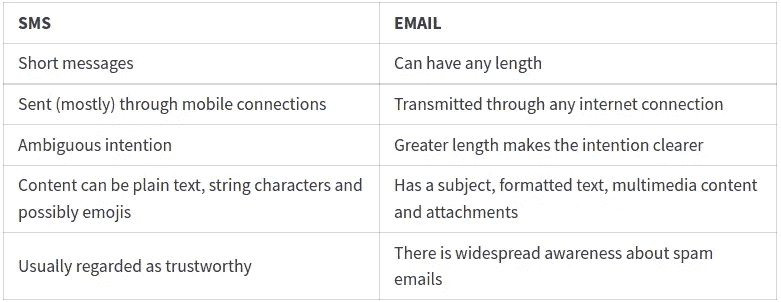 SMS
EMAIL
Short messages
Can have any length
Sent (mostly) through mobile connections
Transmitted through any internet connection
Ambiguous intention
Greater length makes the intention clearer
Content can be plain text, string characters and
possibly emojis
Has a subject, formatted text, multimedia content
and attachments
Usually regarded as trustworthy
There is widespread awareness about spam
emails